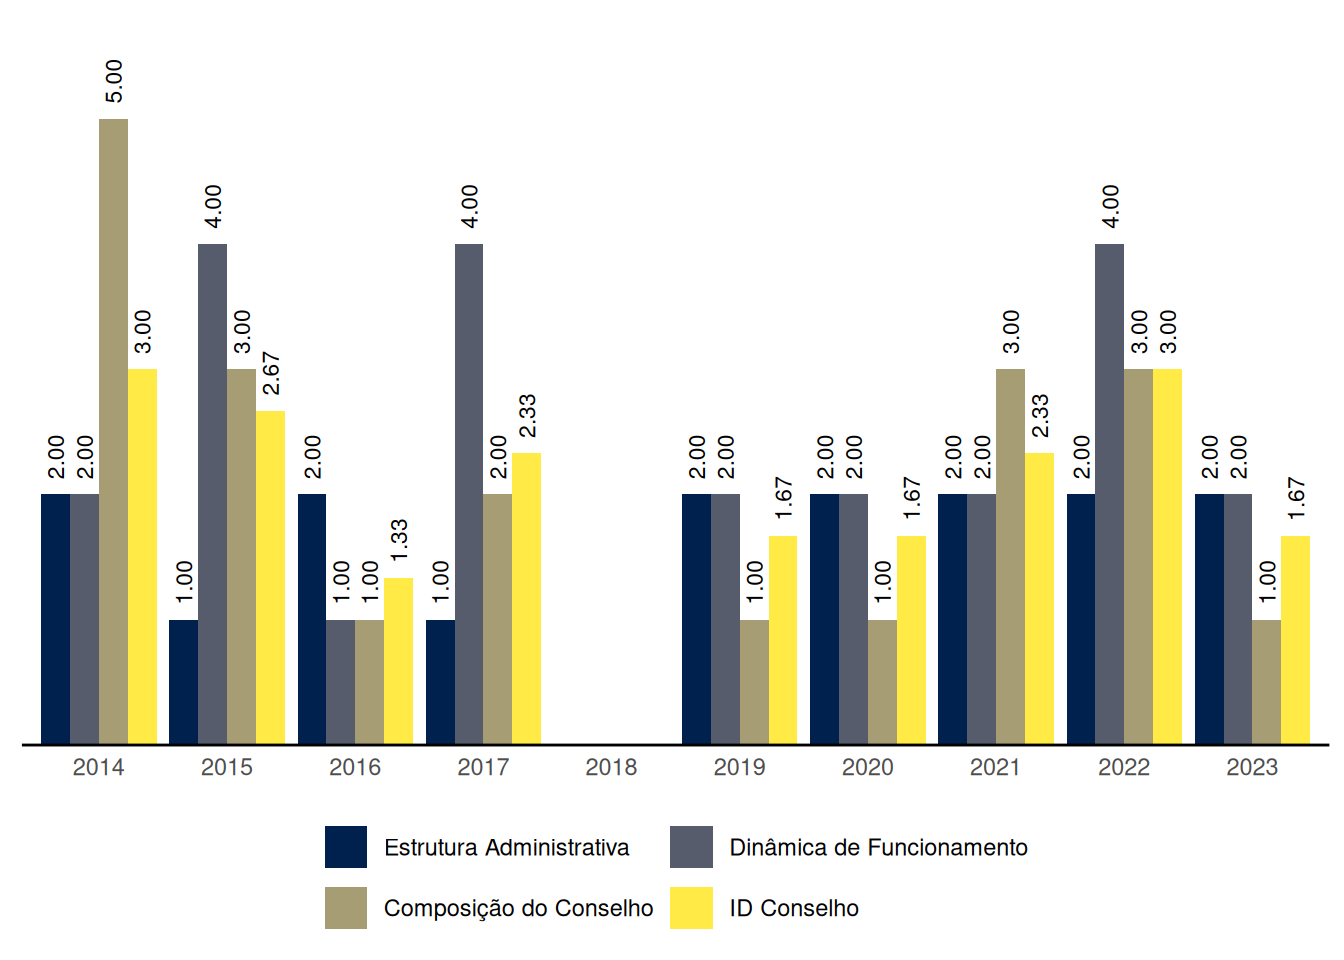 5.00
4.00 4.00 4.00
3.00 3.00 3.00 3.00 3.00
2.67
2.33 2.33
2.00 2.00 2.00 2.00 2.00 2.00 2.00 2.00 2.00 2.00 2.00 2.00 2.00
1.67 1.67 1.67
1.33
1.00 1.00 1.00 1.00 1.00 1.00 1.00
2014 2015 2016 2017 2018 2019 2020 2021 2022 2023
Estrutura Administrativa Dinâmica de Funcionamento
Composição do Conselho ID Conselho